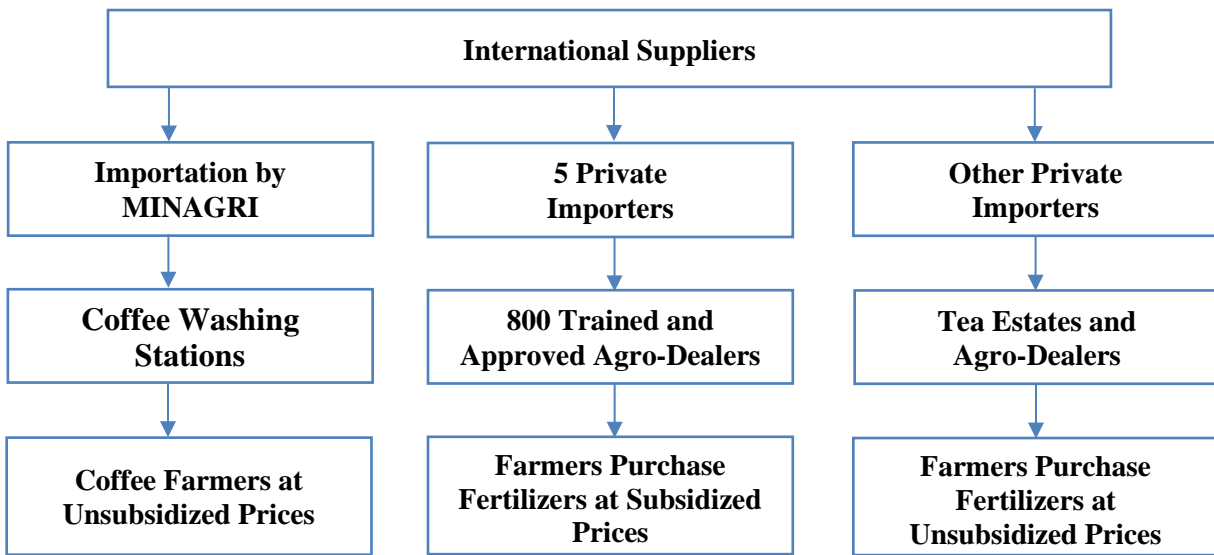 International Suppliers
Importation by
MINAGRI
5 Private
Importers
Other Private
Importers
Coffee Washing
Stations
800 Trained and
Approved Agro-Dealers
Tea Estates and
Agro-Dealers
Coffee Farmers at
Unsubsidized Prices
Farmers Purchase
Fertilizers at Subsidized
Prices
Farmers Purchase
Fertilizers at
Unsubsidized Prices